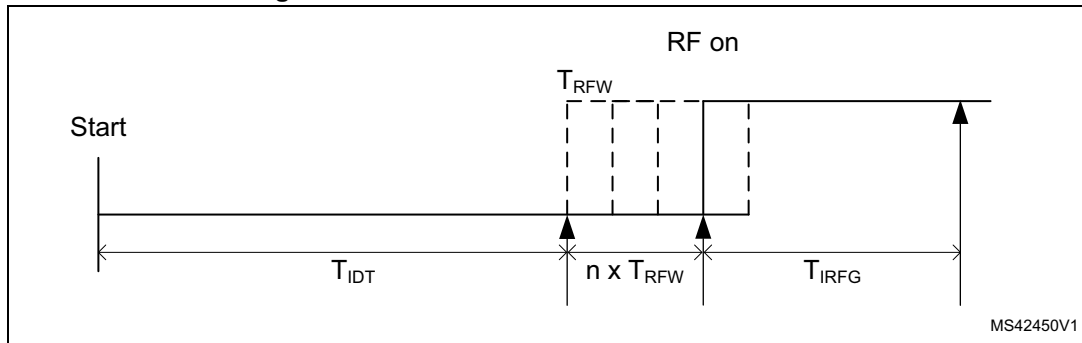 RF on
T_RFW
Start
T_IDT
n x T_RFW
T_IRFG
MS42450V1